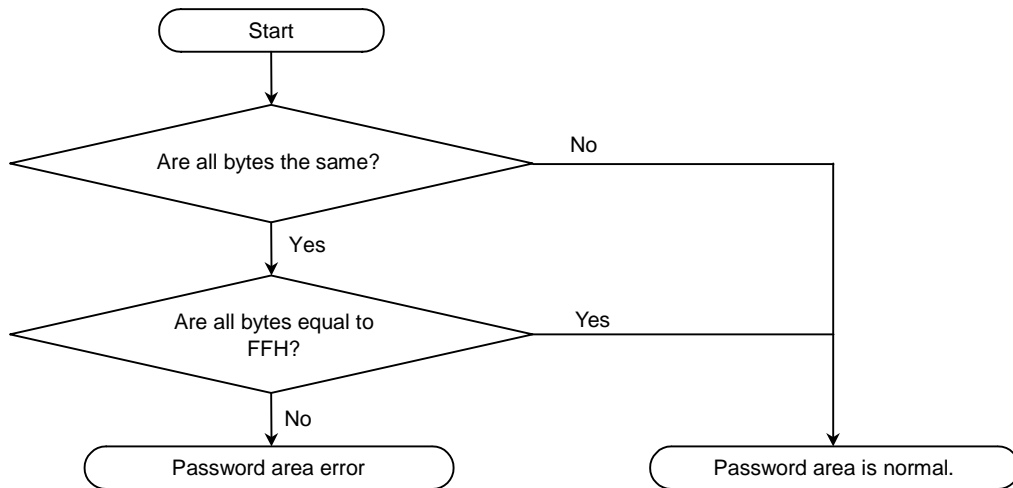 Start
Are all bytes the same?
No
Yes
Are all bytes equal to
FFH?
Yes
No
Password area error
Password area is normal.